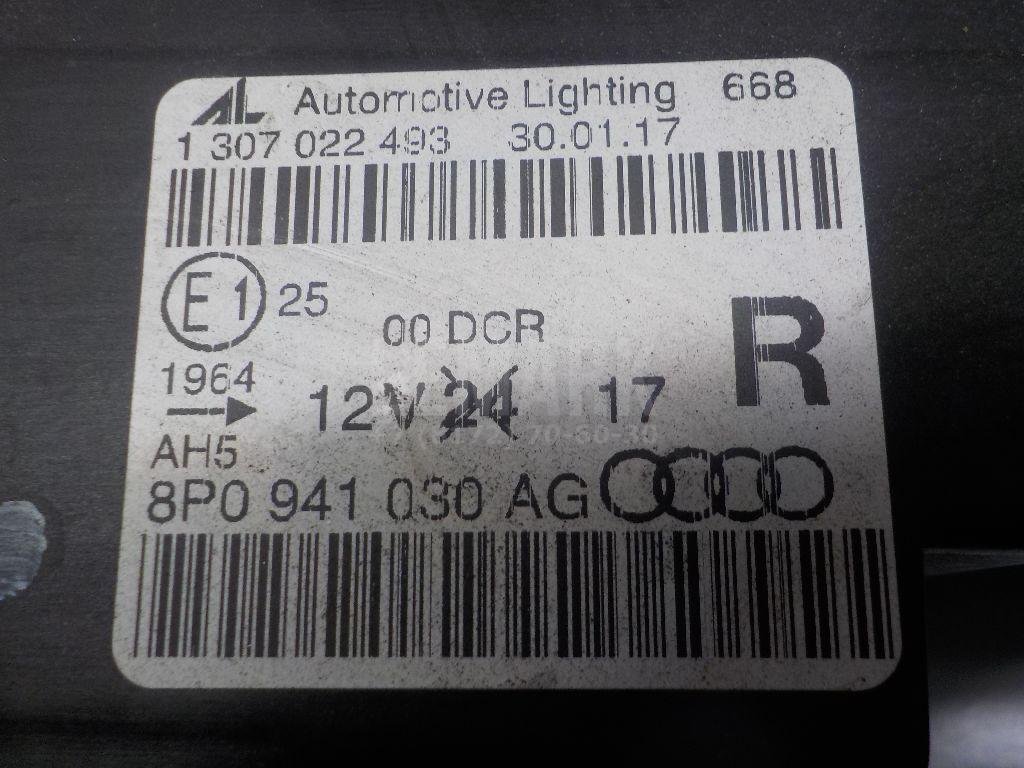 AL Automotive Lighting 668
1 307 022 493 30.01.17
E1 25
00 DCR
R
1964
12V 24 17
AH5
8P0 941 030 AG